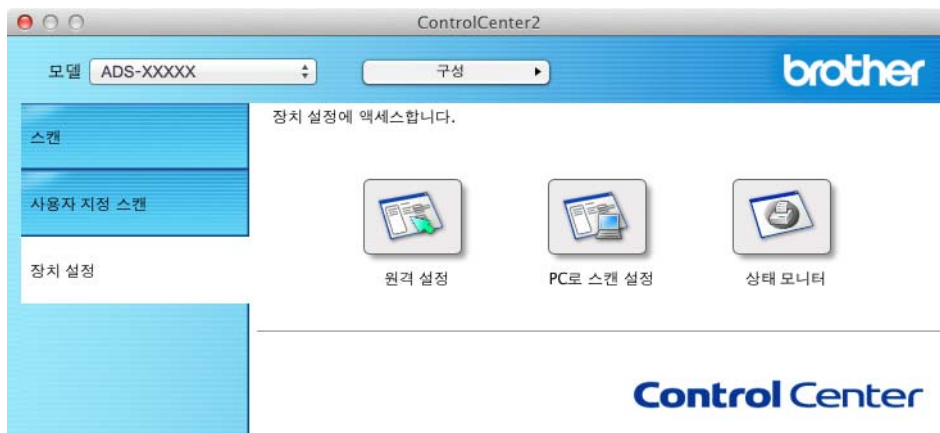 ControlCenter2
모델 ADS-XXXXX 구성 brother
스캔
사용자 지정 스캔
장치 설정
장치 설정에 액세스합니다.
원격 설정 PC로 스캔 설정 상태 모니터
Control Center